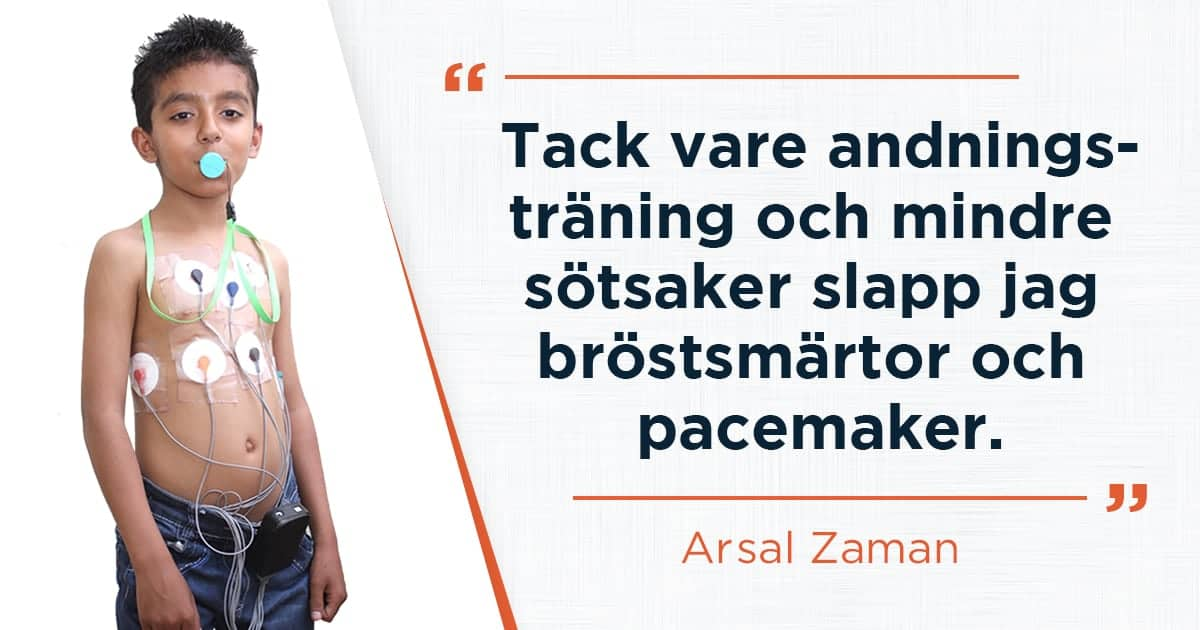 “
Tack vare andnings-
träning och mindre
sötsaker slapp jag
bröstsmärtor och
pacemaker.
”
Arsal Zaman